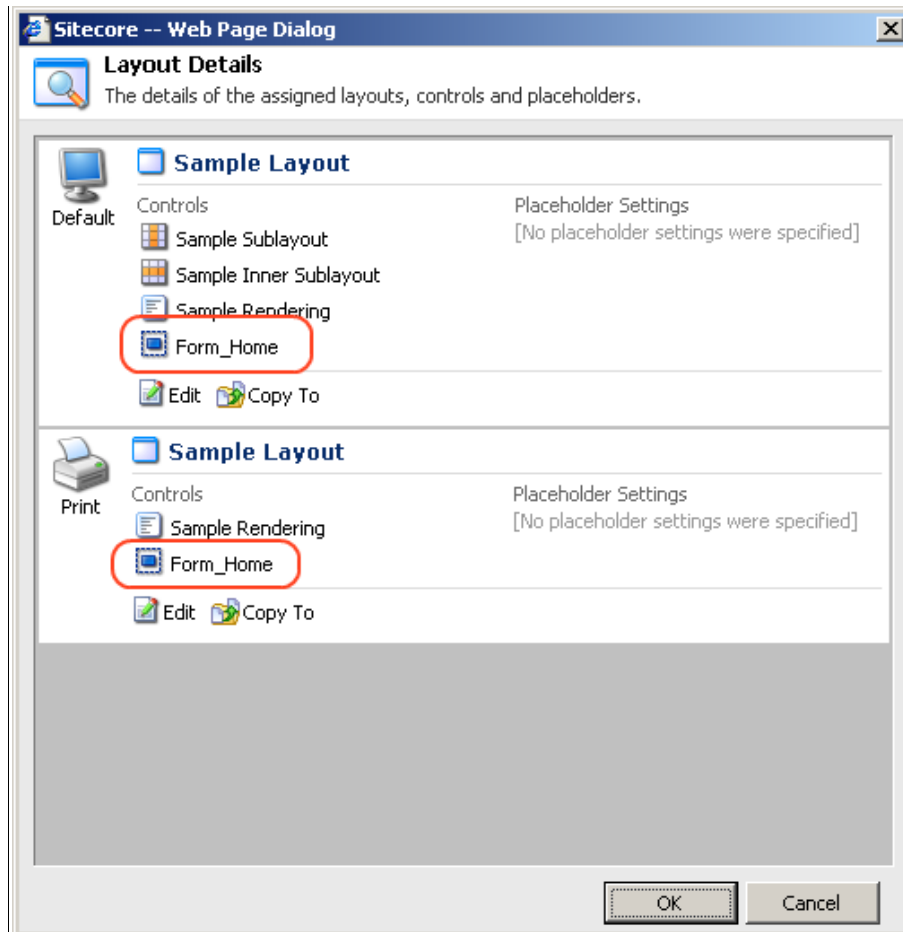 Sitecore -- Web Page Dialog
Layout Details
The details of the assigned layouts, controls and placeholders.
Default
Sample Layout
Controls
Sample Sublayout
Sample Inner Sublayout
Sample Rendering
Form_Home
Placeholder Settings
[No placeholder settings were specified]
Edit Copy To
Print
Sample Layout
Controls
Sample Rendering
Form_Home
Placeholder Settings
[No placeholder settings were specified]
Edit Copy To
OK Cancel